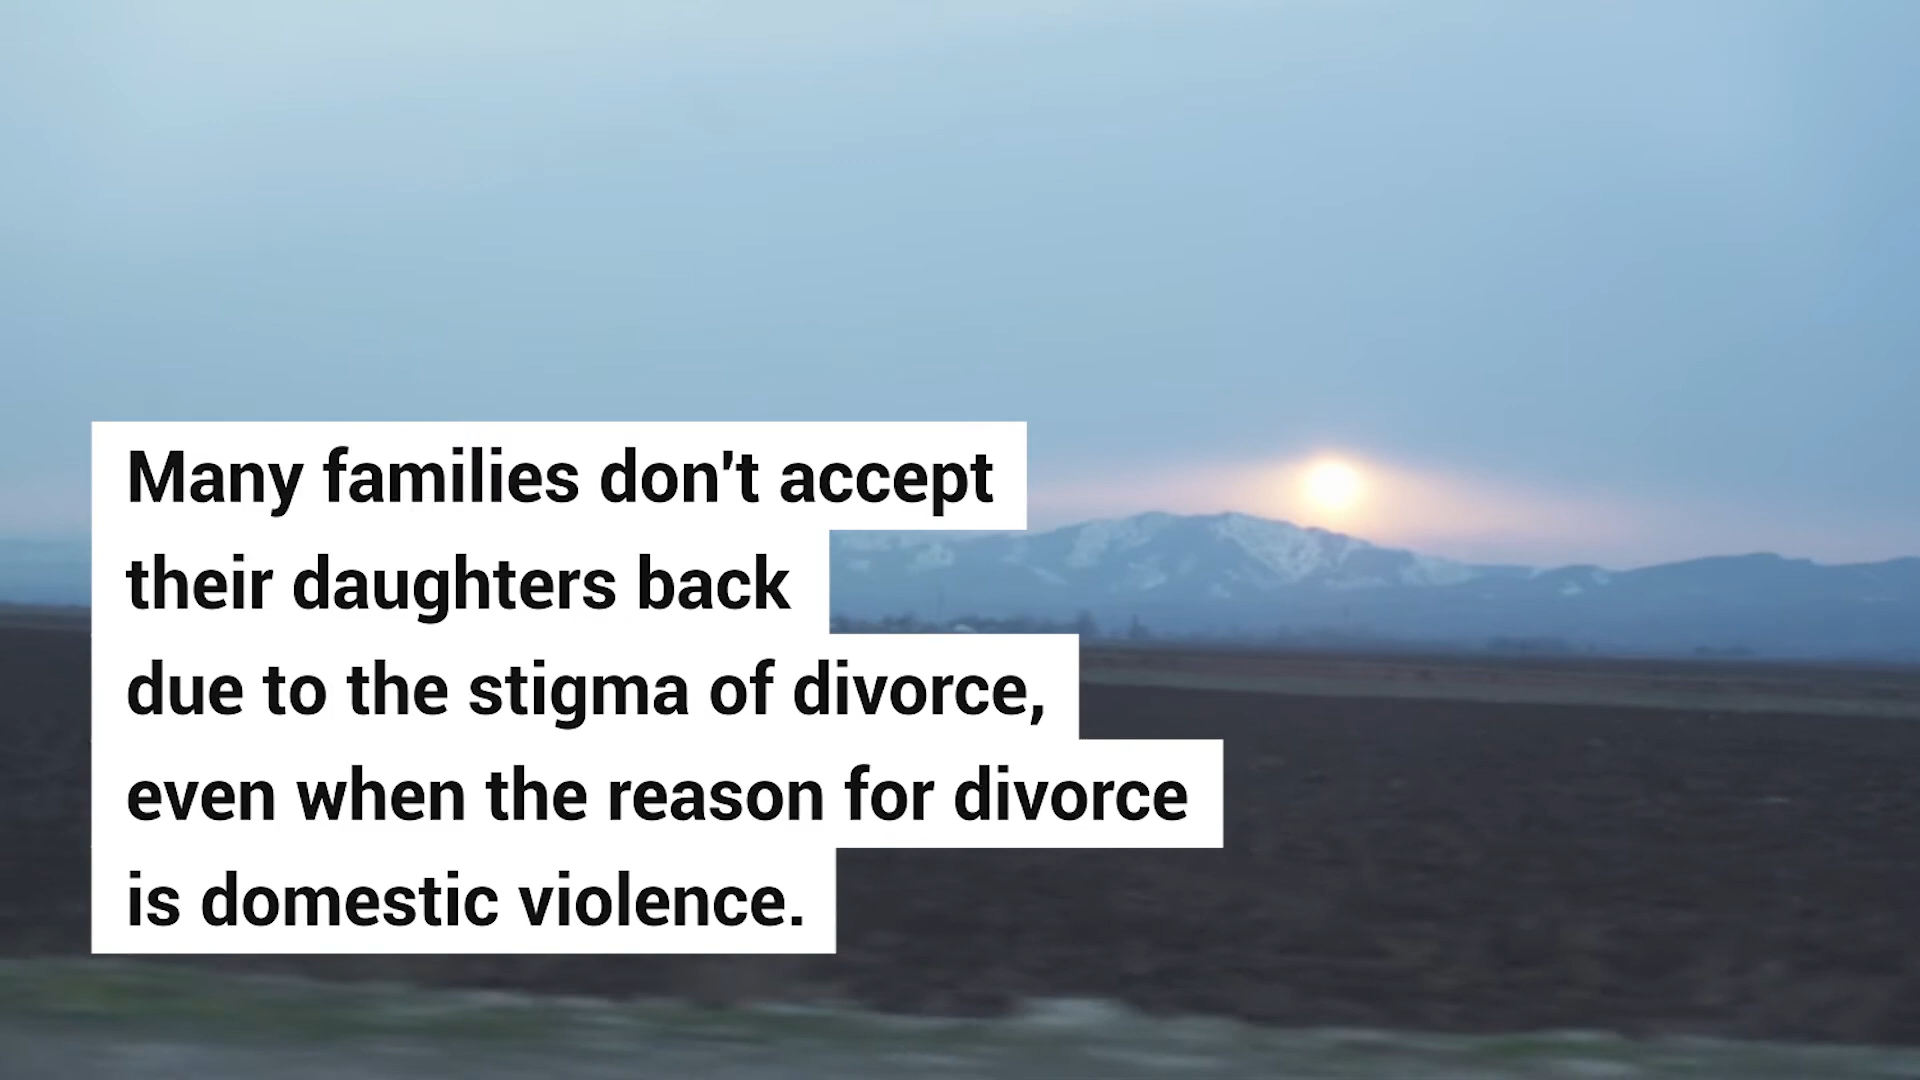 Many families don't accept
their daughters back
due to the stigma of divorce,
even when the reason for divorce
is domestic violence.